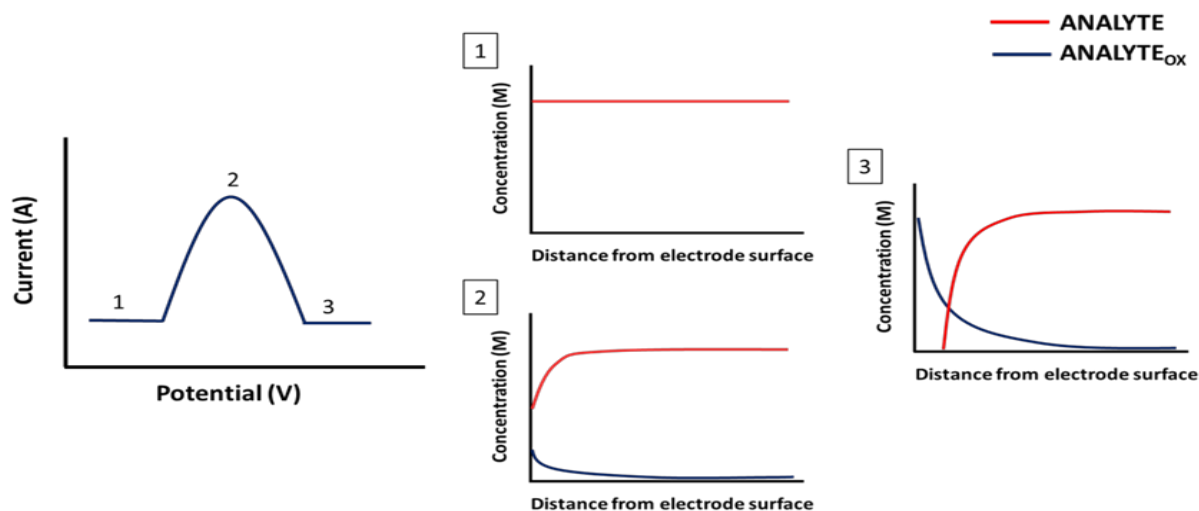 ANALYTE
ANALYTEOX
1
Concentration (M)
Distance from electrode surface
Current (A)
1
2
3
Potential (V)
2
Concentration (M)
Distance from electrode surface
3
Concentration (M)
Distance from electrode surface